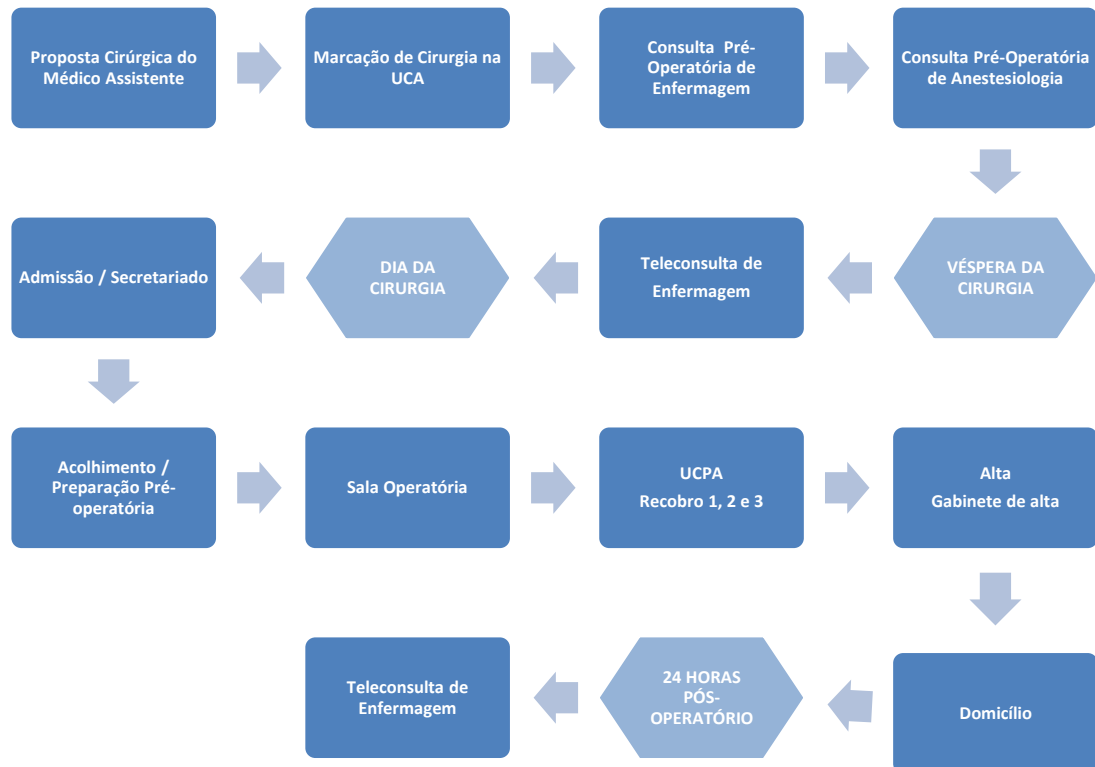 Proposta Cirúrgica do
Médico Assistente
Marcação de Cirurgia na
UCA
Consulta Pré-
Operatória de
Enfermagem
Consulta Pré-Operatória
de Anestesiologia
VÉSPERA DA
CIRURGIA
Teleconsulta de
Enfermagem
DIA DA
CIRURGIA
Admissão / Secretariado
Acolhimento /
Preparação Pré-
operatória
Sala Operatória
UCPA
Recobro 1, 2 e 3
Alta
Gabinete de alta
Domicílio
24 HORAS
PÓS-
OPERATÓRIO
Teleconsulta de
Enfermagem